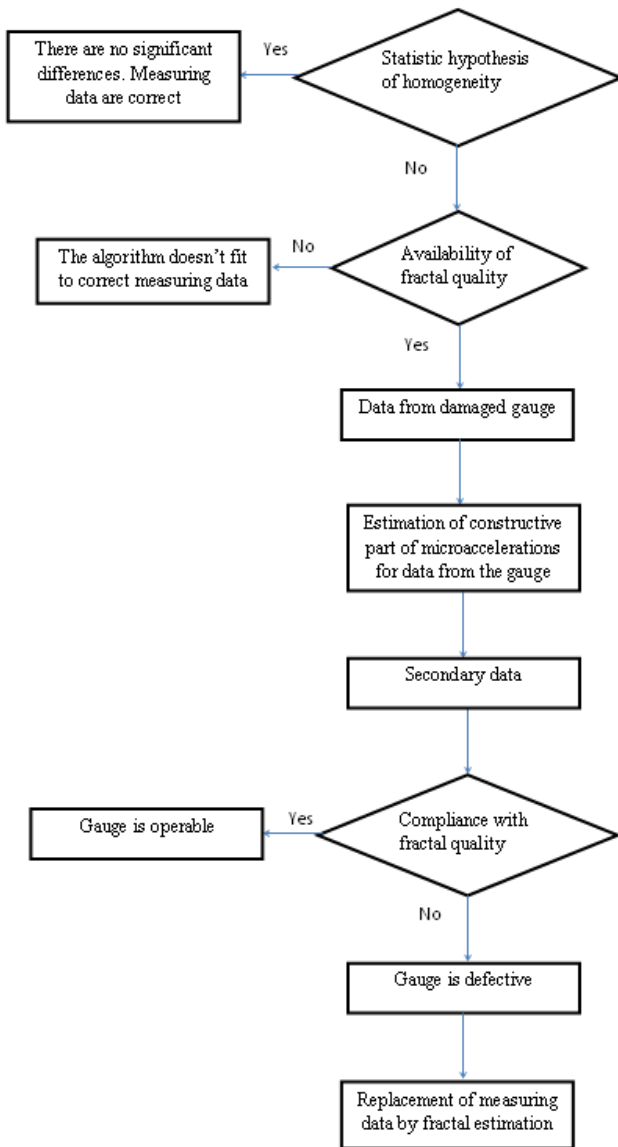 There are no significant
differences. Measuring
data are correct
Yes
Statistic hypothesis
of homogeneity
No
The algorithm doesn't fit
to correct measuring data
No
Availability of
fractal quality
Yes
Data from damaged gauge
Estimation of constructive
part of microaccelerations
for data from the gauge
Secondary data
Gauge is operable
Yes
Compliance with
fractal quality
No
Gauge is defective
Replacement of measuring
data by fractal estimation